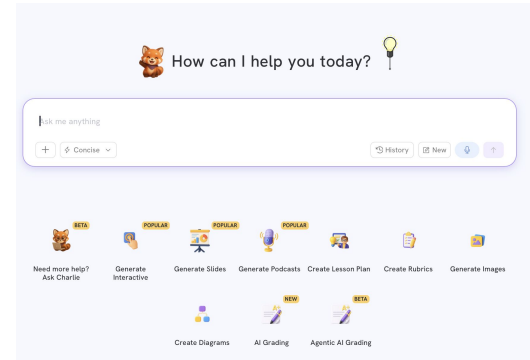 How can I help you today?
Ask me anything
Concise
History
New
BETA
POPULAR
POPULAR
POPULAR
Need more help?
Ask Charlie
Generate
Interactive
Generate Slides
Generate Podcasts
Create Lesson Plan
Create Rubrics
Generate Images
NEW
BETA
Create Diagrams
AI Grading
Agentic AI Grading